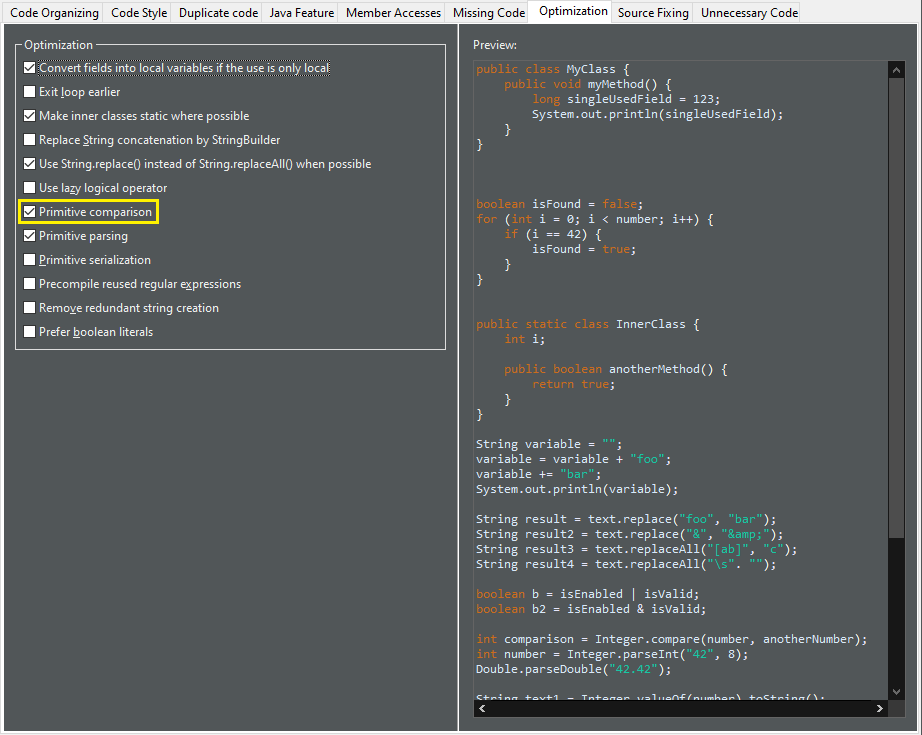 Code Organizing Code Style Duplicate code Java Feature Member Accesses Missing Code Optimization Source Fixing Unnecessary Code
Optimization
Convert fields into local variables if the use is only local
Exit loop earlier
Make inner classes static where possible
Replace String concatenation by StringBuilder
Use String.replace() instead of String.replaceAll() when possible
Use lazy logical operator
Primitive comparison
Primitive parsing
Primitive serialization
Precompile reused regular expressions
Remove redundant string creation
Prefer boolean literals
Preview:
public class MyClass {
    public void myMethod() {
        long singleUsedField = 123;
        System.out.println(singleUsedField);
    }
}
boolean isFound = false;
for (int i = 0; i < number; i++) {
    if (i == 42) {
        isFound = true;
    }
}
public static class InnerClass {
    int i;
    public boolean anotherMethod() {
        return true;
    }
}
String variable = "";
variable = variable + "foo";
variable += "bar";
System.out.println(variable);
String result = text.replace("foo", "bar");
String result2 = text.replace("&", "&amp;");
String result3 = text.replaceAll("[ab]", "c");
String result4 = text.replaceAll("\s". "");
boolean b = isEnabled | isValid;
boolean b2 = isEnabled & isValid;
int comparison = Integer.compare(number, anotherNumber);
int number = Integer.parseInt("42", 8);
Double.parseDouble("42.42");
String text1 = Integer.valueOf(number).toString();